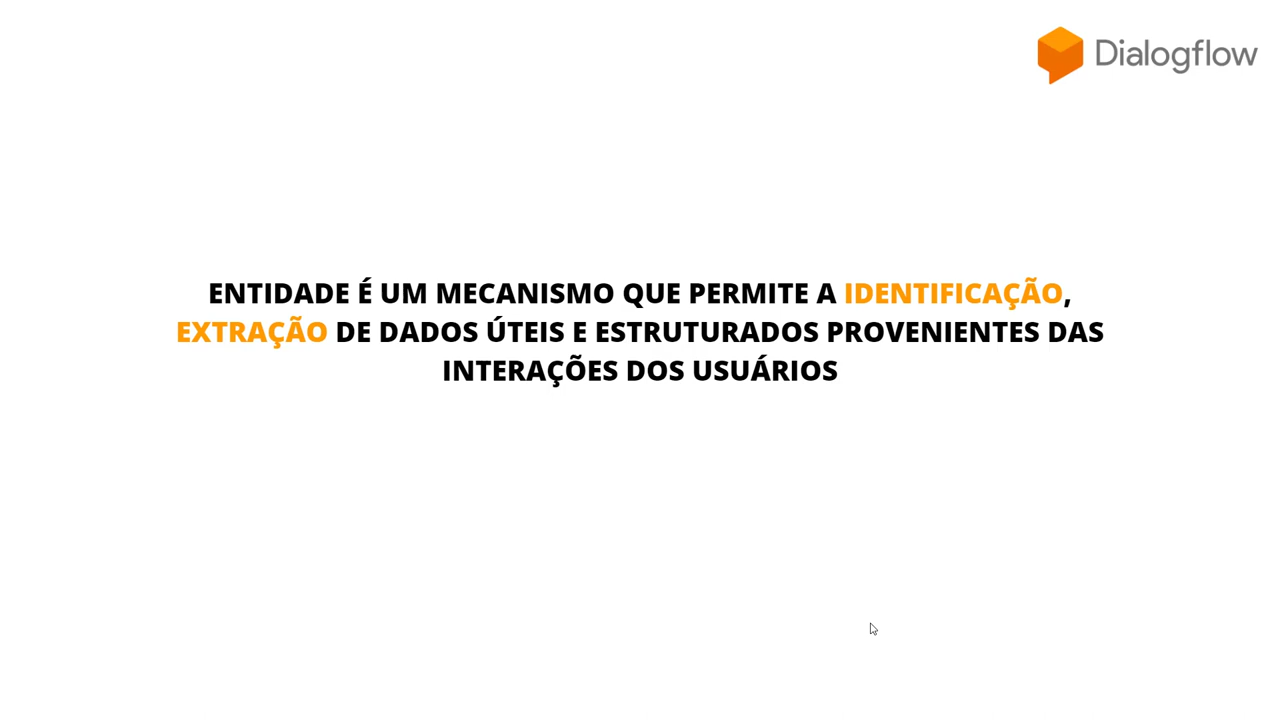 Dialogflow
ENTIDADE É UM MECANISMO QUE PERMITE A IDENTIFICAÇÃO,
EXTRAÇÃO DE DADOS ÚTEIS E ESTRUTURADOS PROVENIENTES DAS
INTERAÇÕES DOS USUÁRIOS